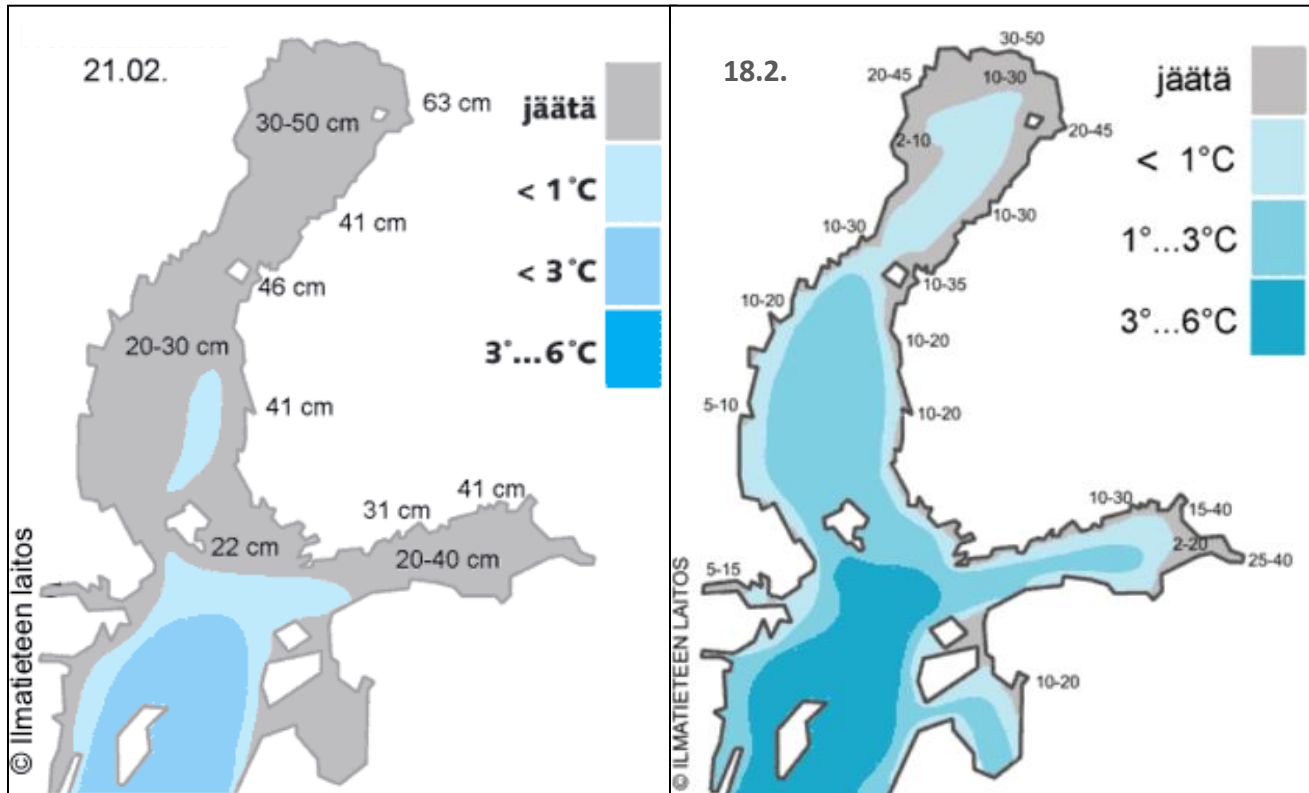 21.02.
jäätä
< 1°C
< 3°C
3°...6°C
63 cm
30-50 cm
41 cm
46 cm
20-30 cm
41 cm
41 cm
31 cm
22 cm
20-40 cm
© Ilmatieteen laitos
18.2.
jäätä
< 1°C
1°...3°C
3°...6°C
30-50
20-45
10-30
20-45
2-10
10-30
10-30
10-35
10-20
10-20
5-10
10-20
10-30
15-40
2-20
25-40
5-15
10-20
© ILMATIETEEN LAITOS